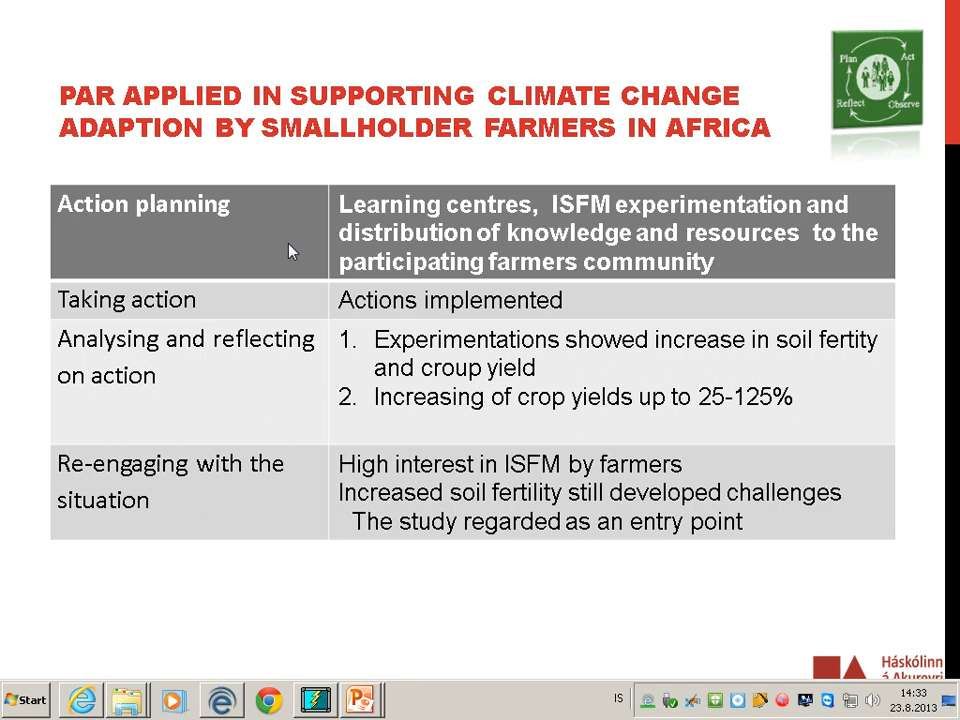 PAR APPLIED IN SUPPORTING CLIMATE CHANGE
ADAPTION BY SMALLHOLDER FARMERS IN AFRICA
Plan
Act
Reflect
Observe
Action planning
Learning centres, ISFM experimentation and
distribution of knowledge and resources to the
participating farmers community
Taking action
Actions implemented
Analysing and reflecting
on action
1. Experimentations showed increase in soil fertity
and croup yield
2. Increasing of crop yields up to 25-125%
Re-engaging with the
situation
High interest in ISFM by farmers
Increased soil fertility still developed challenges
The study regarded as an entry point
Háskólinn
á Akureyri
Start
IS
14:33
23.8.2013